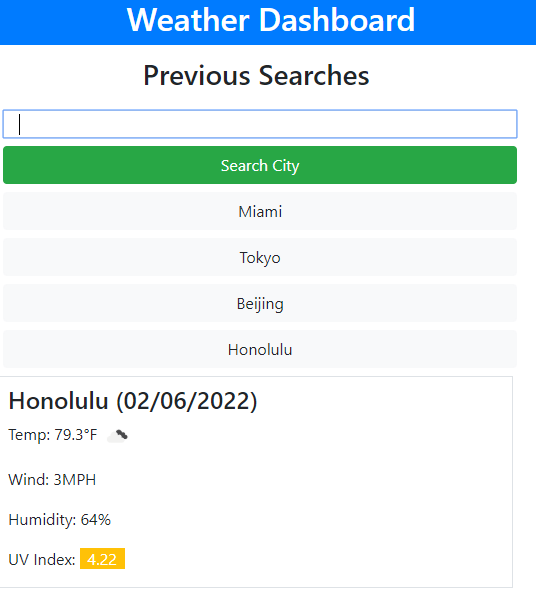 Weather Dashboard
Previous Searches
Search City
Miami
Tokyo
Beijing
Honolulu
Honolulu (02/06/2022)
Temp: 79.3°F
Wind: 3MPH
Humidity: 64%
UV Index: 4.22